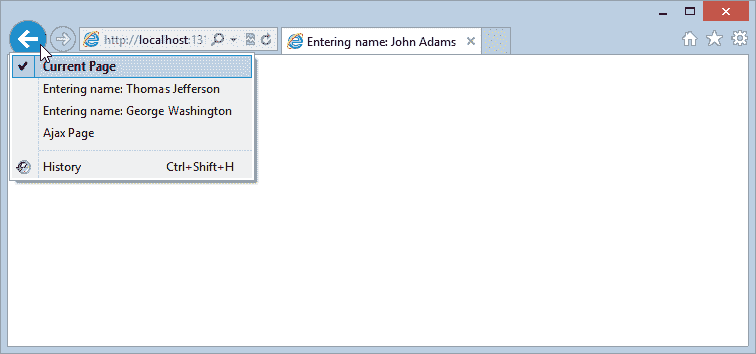 http://localhost:131
Entering name: John Adams
Current Page
Entering name: Thomas Jefferson
Entering name: George Washington
Ajax Page
History Ctrl+Shift+H